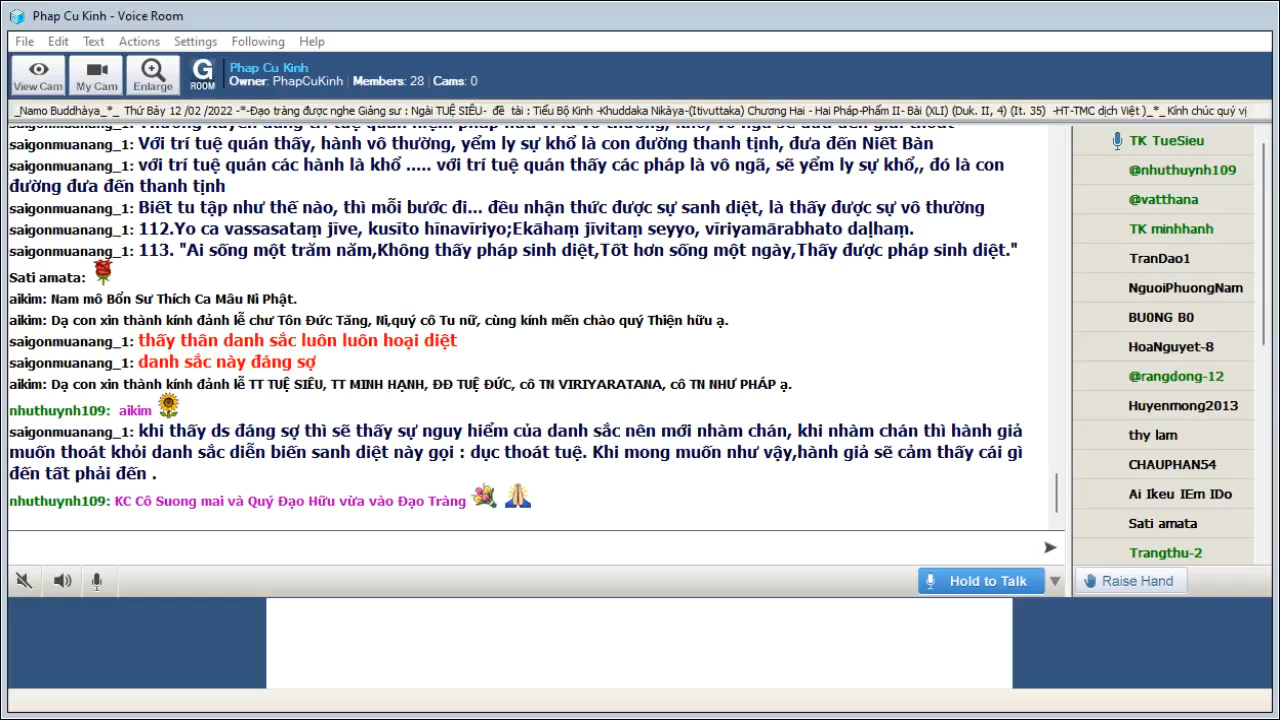 Phap Cu Kinh - Voice Room
File Edit Text Actions Settings Following Help
View Cam My Cam Enlarge G ROOM
Phap Cu Kinh
Owner: PhapCuKinh | Members: 28 | Cams: 0
_Namo Buddhàya_*_ Thứ Bảy 12 /02 /2022 -*-Đạo tràng được nghe Giảng sư : Ngài TUỆ SIÊU- đề tài : Tiểu Bộ Kinh -Khuddaka Nikàya-(Itivuttaka) Chương Hai - Hai Pháp-Phẩm II- Bài (XLI) (Duk. II, 4) (It. 35) -HT-TMC dịch Việt )_*_ Kính chúc quý vị
saigonmuanang_1: Với trí tuệ quán thấy, hành vô thường, yểm ly sự khổ là con đường thanh tịnh, đưa đến Niết Bàn
saigonmuanang_1: với trí tuệ quán các hành là khổ ..... với trí tuệ quán thấy các pháp là vô ngã, sẽ yểm ly sự khổ,, đó là con
đường đưa đến thanh tịnh
saigonmuanang_1: Biết tu tập như thế nào, thì mỗi bước đi... đều nhận thức được sự sanh diệt, là thấy được sự vô thường
saigonmuanang_1: 112.Yo ca vassasataṃ jīve, kusīto hīnavīriyo;Ekāhaṃ jīvitaṃ seyyo, vīriyamārabhato daḷhaṃ.
saigonmuanang_1: 113. "Ai sống một trăm năm,Không thấy pháp sinh diệt,Tốt hơn sống một ngày,Thấy được pháp sinh diệt."
Sati amata:
aikim: Nam mô Bổn Sư Thích Ca Mâu Ni Phật.
aikim: Dạ con xin thành kính đảnh lễ chư Tôn Đức Tăng, Ni,quý cô Tu nữ, cùng kính mến chào quý Thiện hữu ạ.
saigonmuanang_1: thấy thân danh sắc luôn luôn hoại diệt
saigonmuanang_1: danh sắc này đáng sợ
aikim: Dạ con xin thành kính đảnh lễ TT TUỆ SIÊU, TT MINH HẠNH, ĐĐ TUỆ ĐỨC, cô TN VIRIYARATANA, cô TN NHƯ PHÁP ạ.
nhuthuynh109: aikim
saigonmuanang_1: khi thấy ds đáng sợ thì sẽ thấy sự nguy hiểm của danh sắc nên mới nhàm chán, khi nhàm chán thì hành giả
muốn thoát khỏi danh sắc diễn biến sanh diệt này gọi : dục thoát tuệ. Khi mong muốn như vậy,hành giả sẽ cảm thấy cái gì
đến tất phải đến .
nhuthuynh109: KC Cô Suong mai và Quý Đạo Hữu vừa vào Đạo Tràng
TK TueSieu
@nhuthuynh109
@vatthana
TK minhhanh
TranDao1
NguoiPhuongNam
BU0NG B0
HoaNguyet-8
@rangdong-12
Huyenmong2013
thy lam
CHAUPHAN54
Ai Ikeu IEm IDo
Sati amata
Trangthu-2
Hold to Talk
Raise Hand